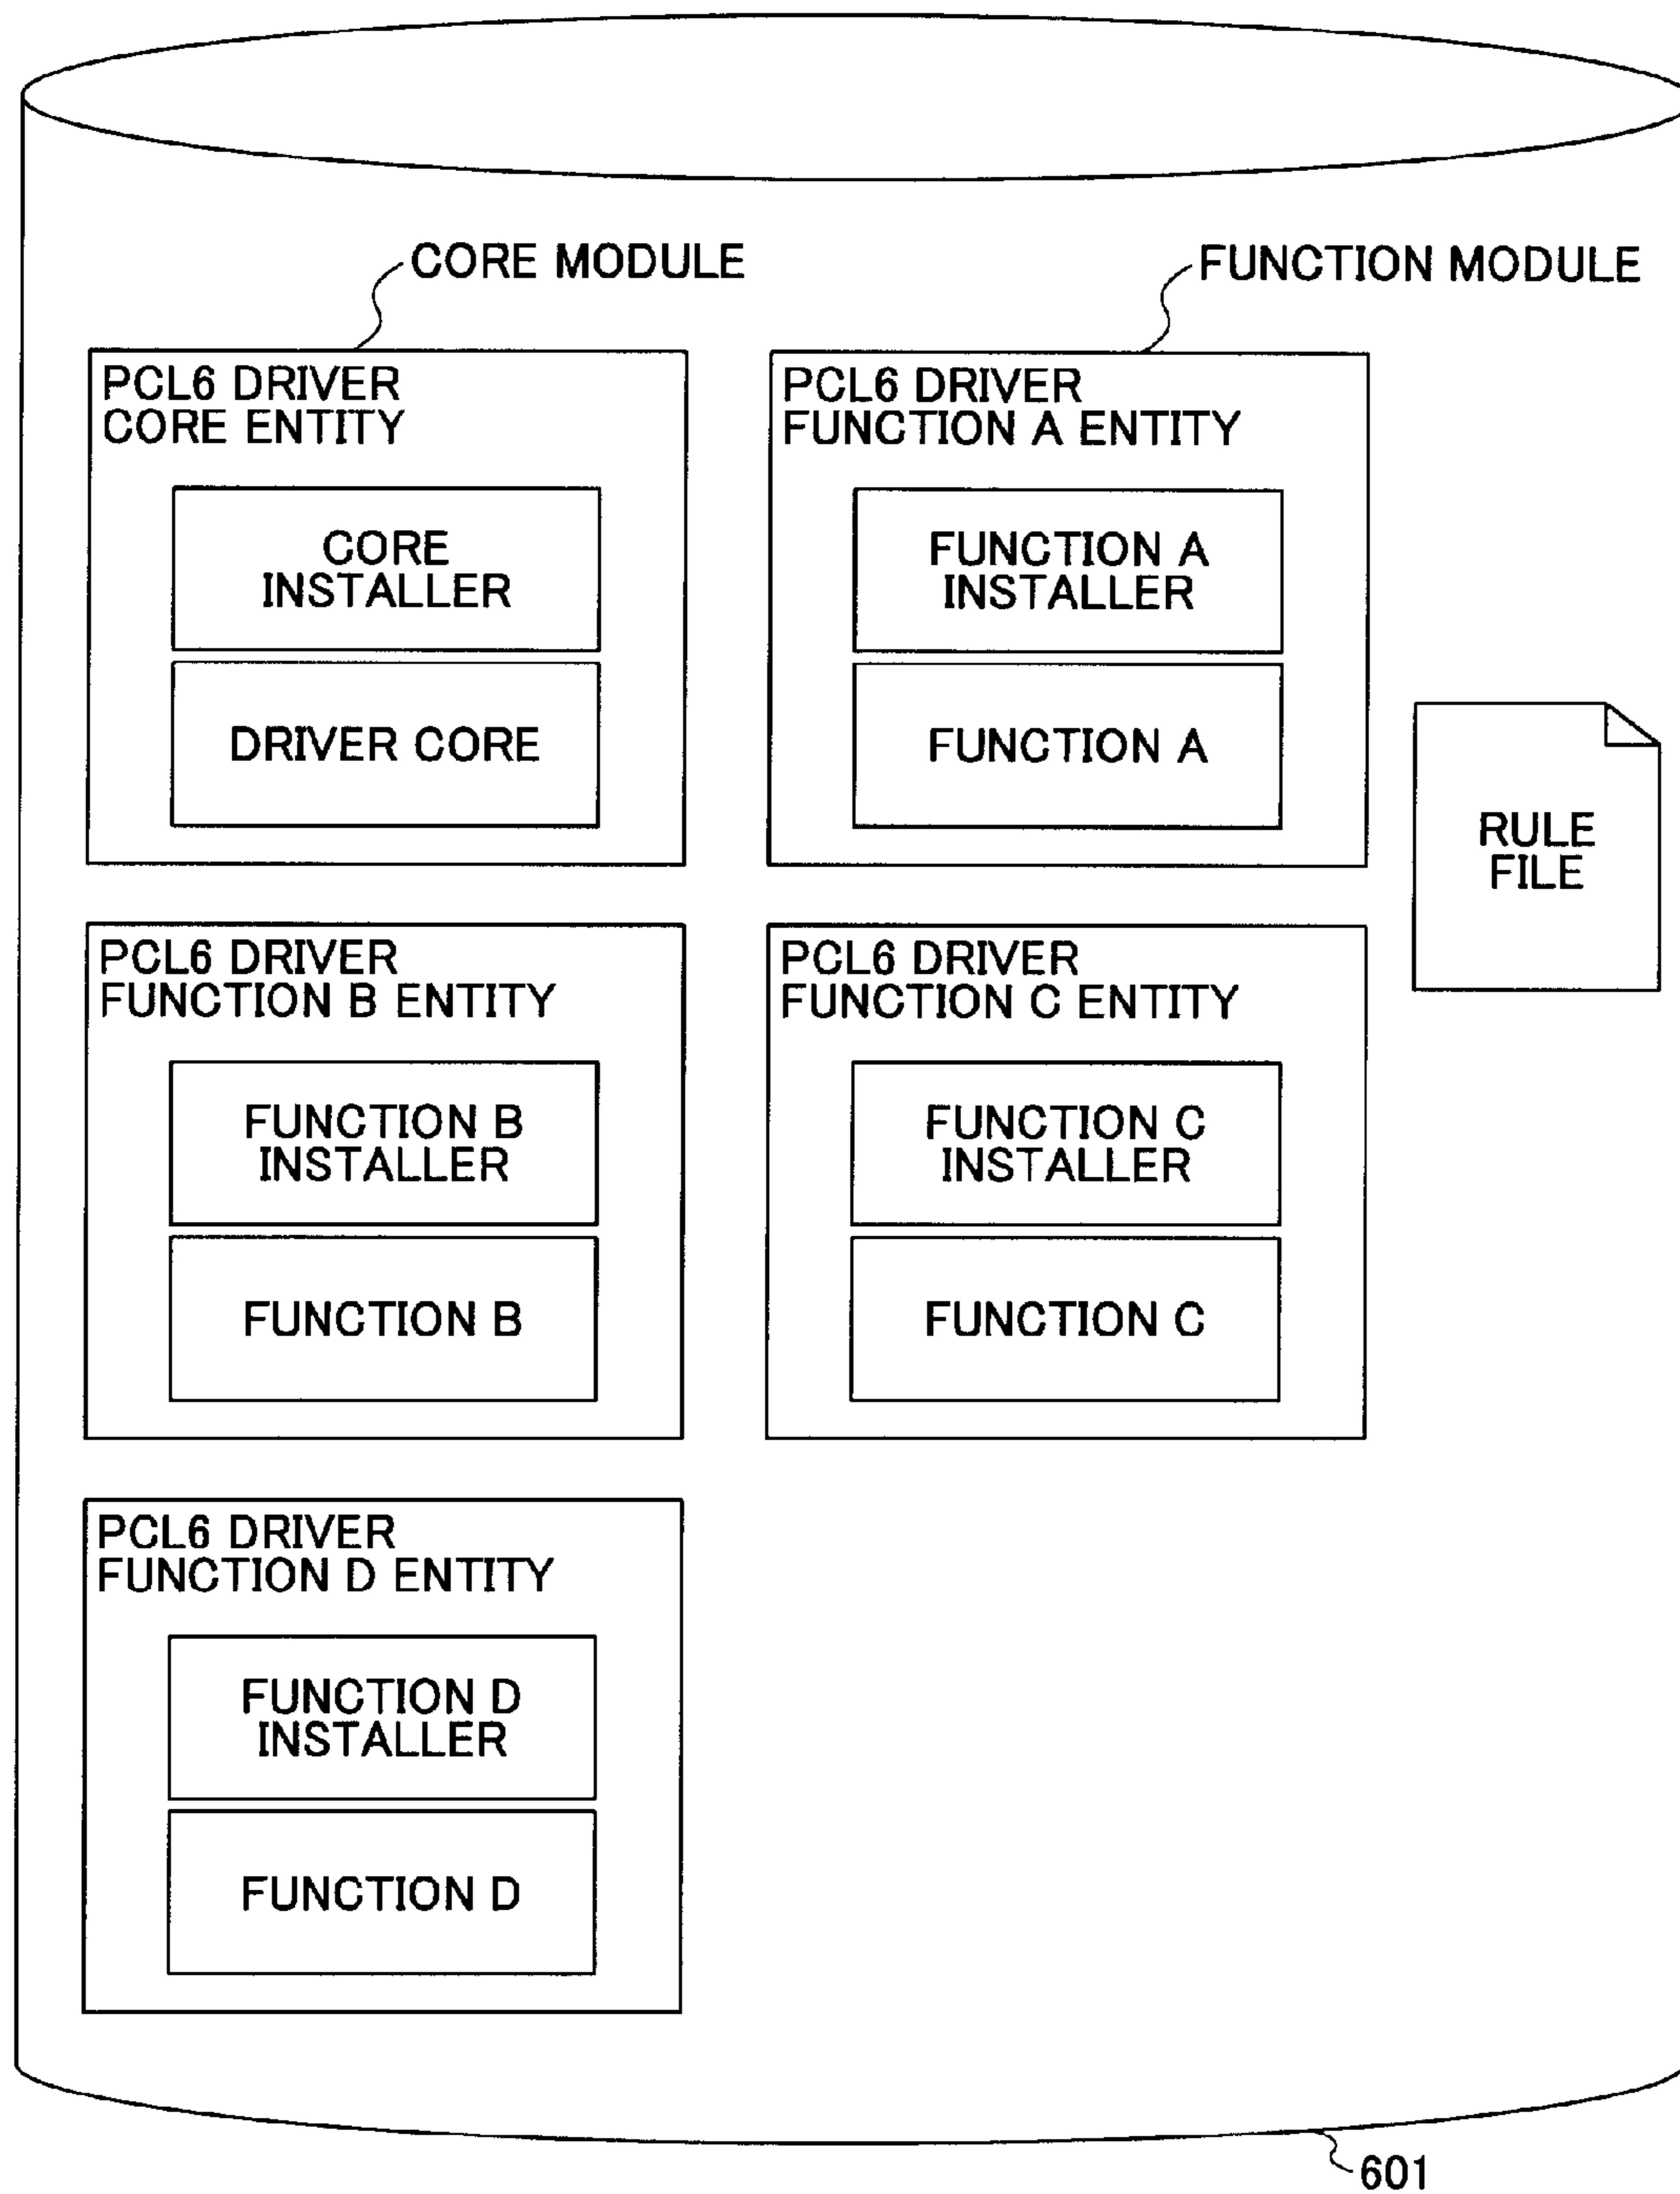 CORE MODULE
FUNCTION MODULE
PCL6 DRIVER
CORE ENTITY
CORE
INSTALLER
DRIVER CORE
PCL6 DRIVER
FUNCTION A ENTITY
FUNCTION A
INSTALLER
FUNCTION A
RULE
FILE
PCL6 DRIVER
FUNCTION B ENTITY
FUNCTION B
INSTALLER
FUNCTION B
PCL6 DRIVER
FUNCTION C ENTITY
FUNCTION C
INSTALLER
FUNCTION C
PCL6 DRIVER
FUNCTION D ENTITY
FUNCTION D
INSTALLER
FUNCTION D
601